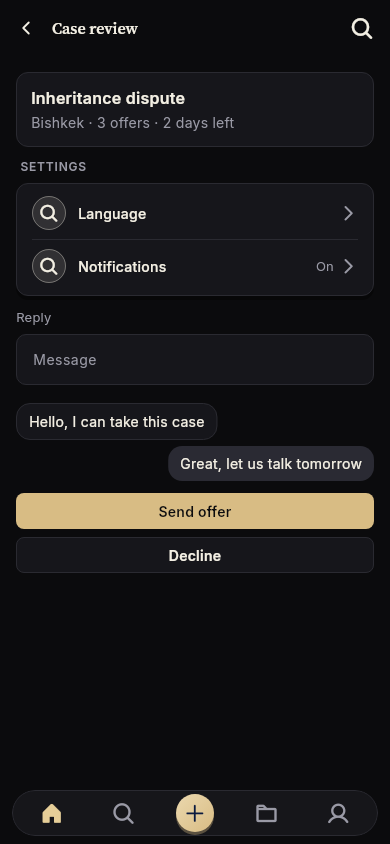 Case review
Inheritance dispute
Bishkek · 3 offers · 2 days left
SETTINGS
Language
Notifications On
Reply
Message
Hello, I can take this case
Great, let us talk tomorrow
Send offer
Decline